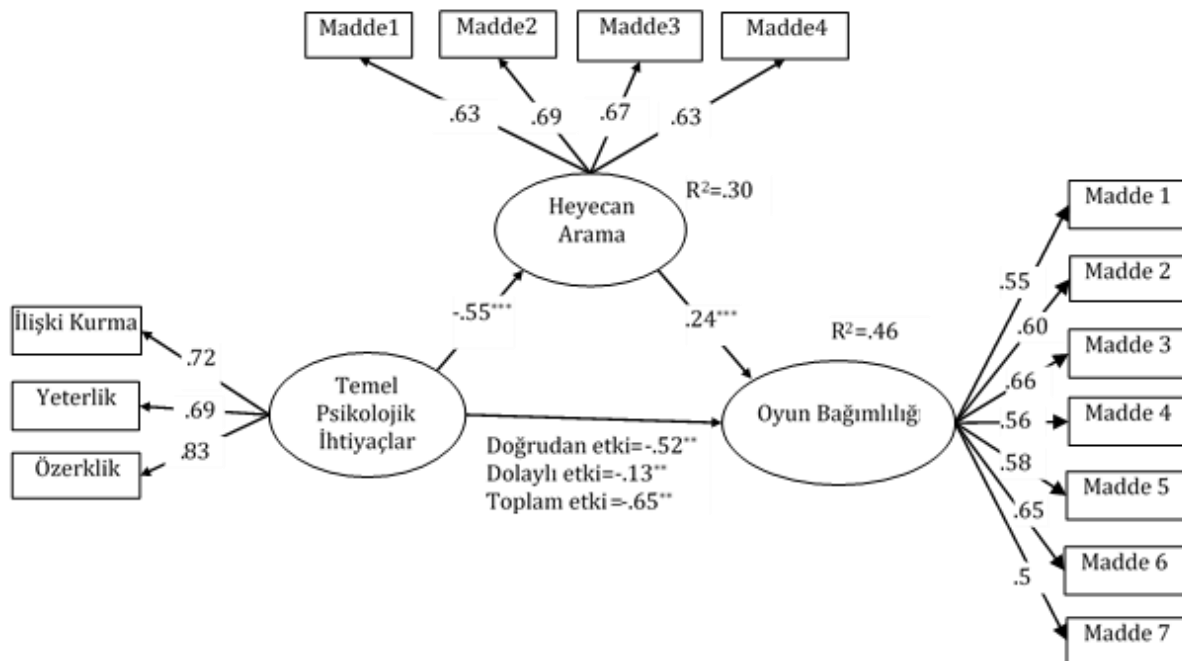 Madde1
Madde2
Madde3
Madde4
.63
.69
.67
.63
Heyecan
Arama
R²=.30
-.55***
.24***
R²=.46
İlişki Kurma
Yeterlik
Özerklik
.72
.69
.83
Temel
Psikolojik
İhtiyaçlar
Doğrudan etki=-.52**
Dolaylı etki=-.13**
Toplam etki=-.65**
Oyun Bağımlılığı
.55
.60
.66
.56
.58
.65
.5
Madde 1
Madde 2
Madde 3
Madde 4
Madde 5
Madde 6
Madde 7